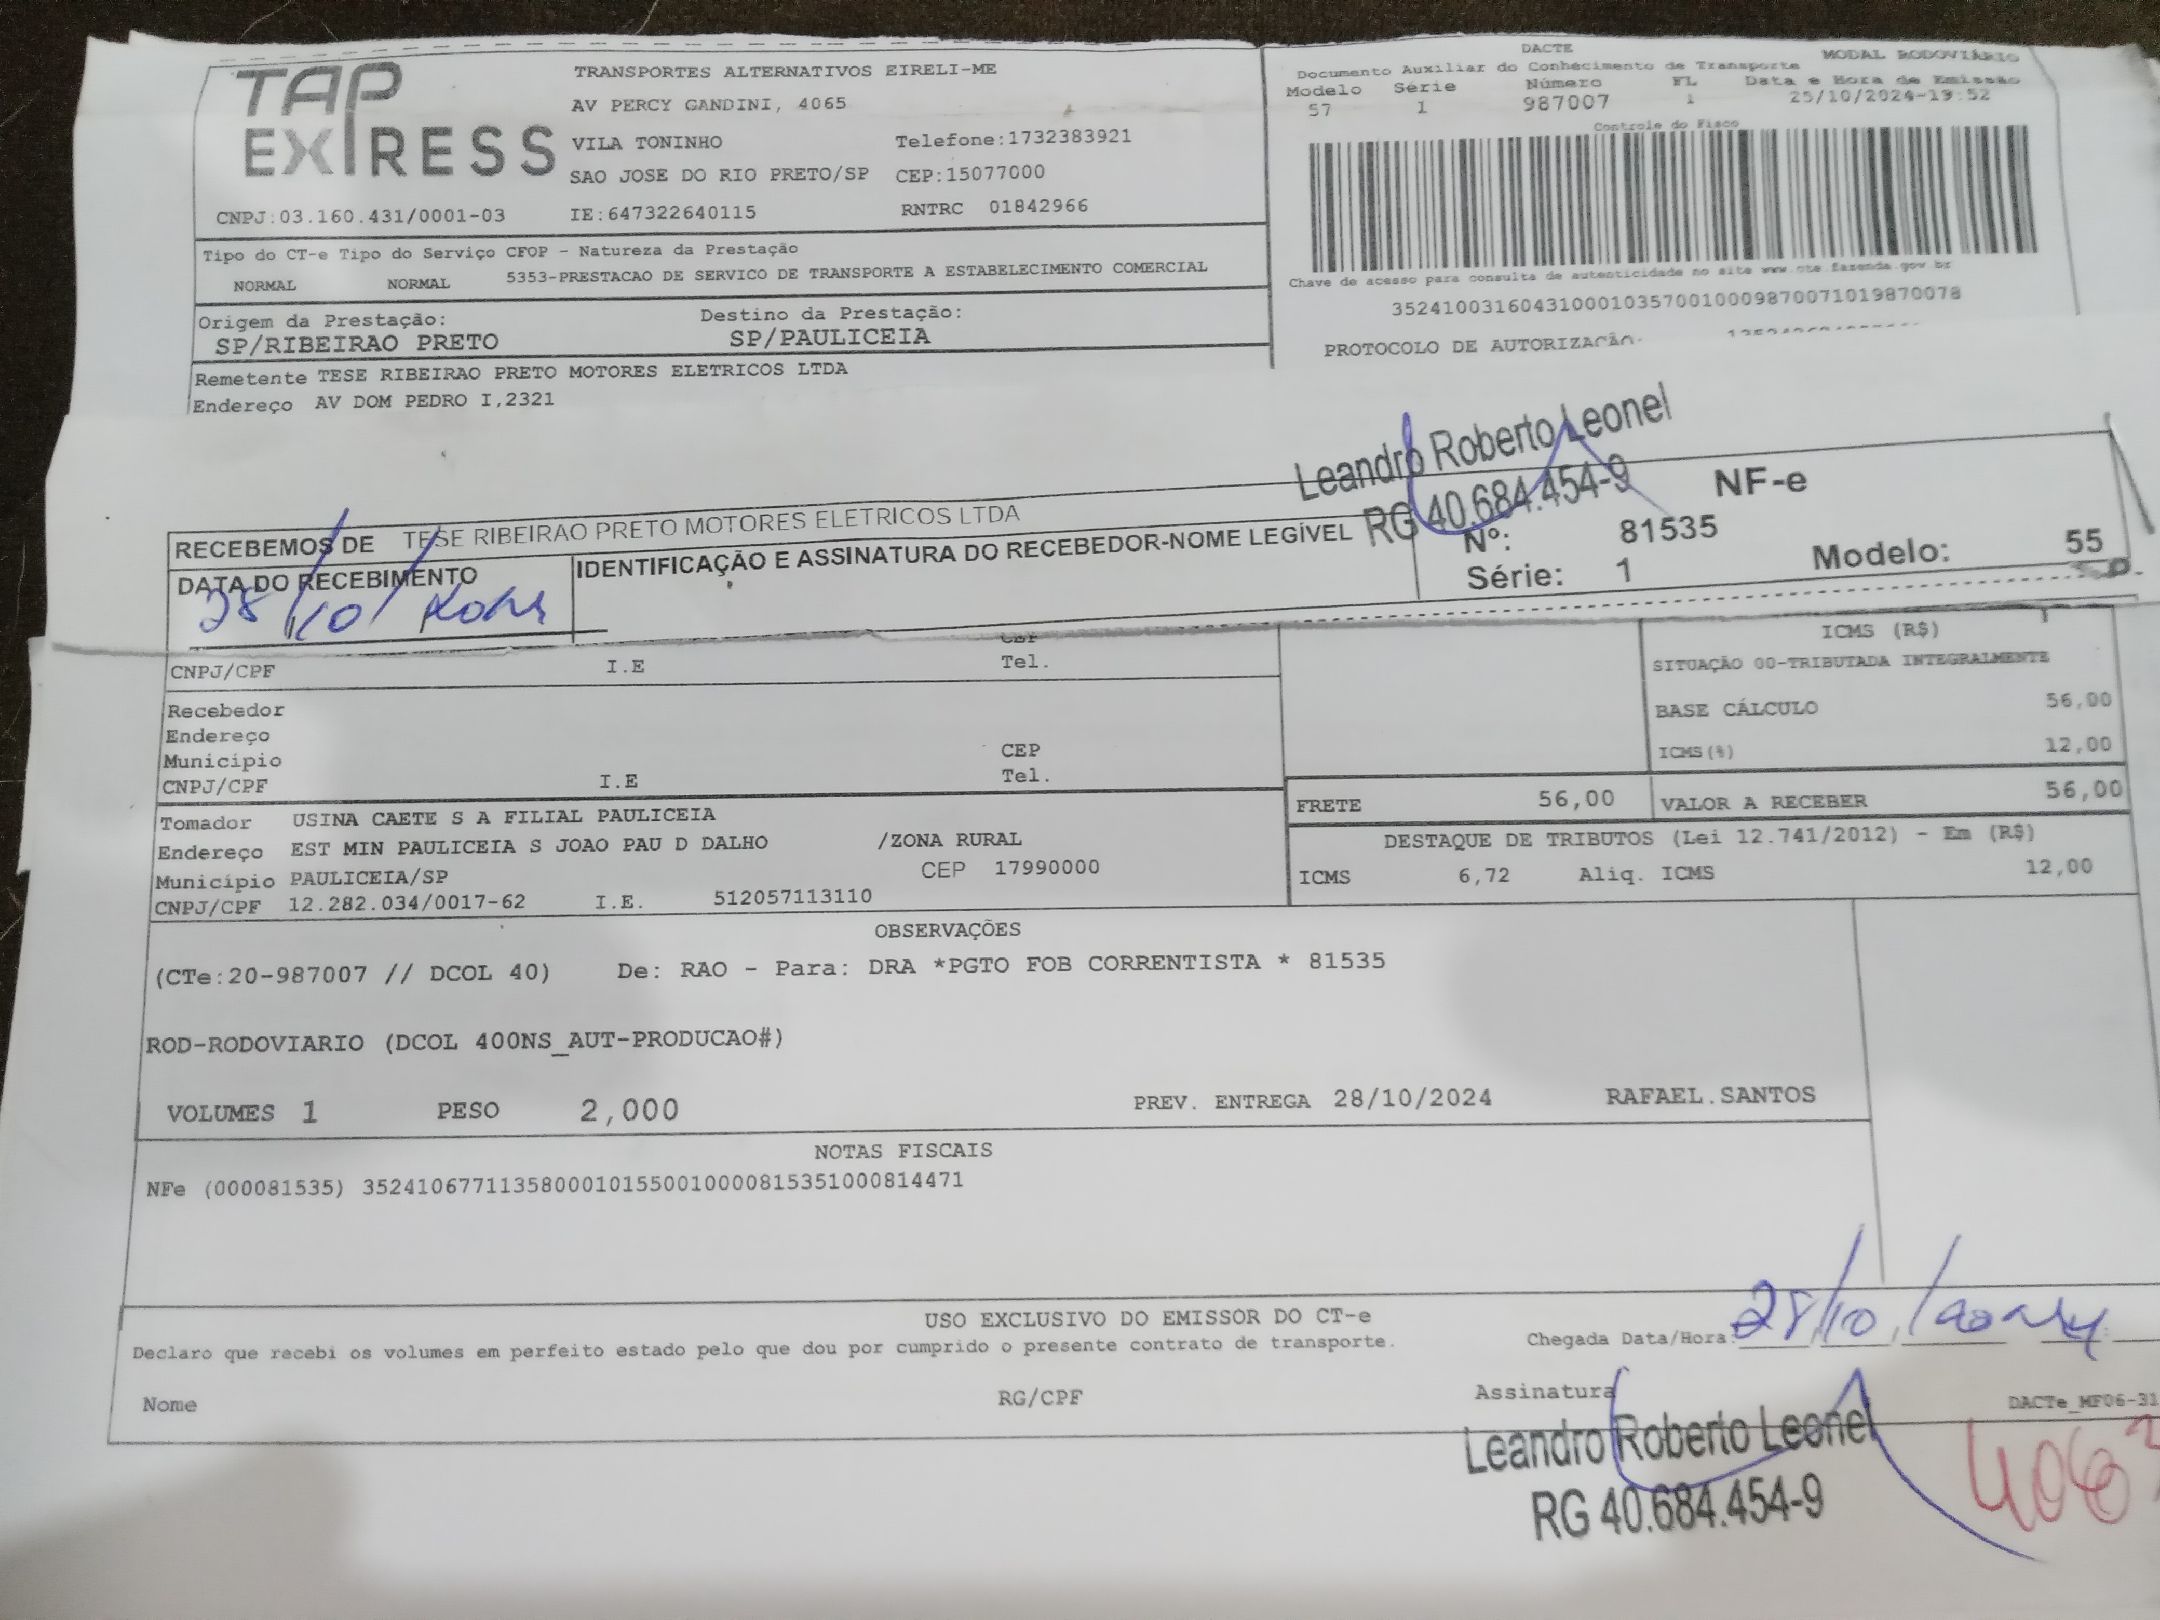 TAP EXPRESS
TRANSPORTES ALTERNATIVOS EIRELI-ME
AV PERCY GANDINI, 4065
VILA TONINHO Telefone:1732383921
SAO JOSE DO RIO PRETO/SP CEP:15077000
CNPJ:03.160.431/0001-03 IE:647322640115 RNTRC 01842966
DACTE MODAL RODOVIÁRIO
Documento Auxiliar do Conhecimento de Transporte
Modelo Série Número FL Data e Hora de Emissão
57 1 987007 1 25/10/2024-19:52
Controle do Fisco
Chave de acesso para consulta de autenticidade no site www.cte.fazenda.gov.br
35241003160431000103570010009870071019870078
PROTOCOLO DE AUTORIZAÇÃO:
Tipo do CT-e Tipo do Serviço CFOP - Natureza da Prestação
NORMAL NORMAL 5353-PRESTACAO DE SERVICO DE TRANSPORTE A ESTABELECIMENTO COMERCIAL
Origem da Prestação: Destino da Prestação:
SP/RIBEIRAO PRETO SP/PAULICEIA
Remetente TESE RIBEIRAO PRETO MOTORES ELETRICOS LTDA
Endereço AV DOM PEDRO I,2321
Leandro Roberto Leonel
RG 40.684.454-9
RECEBEMOS DE TESE RIBEIRAO PRETO MOTORES ELETRICOS LTDA
DATA DO RECEBIMENTO IDENTIFICAÇÃO E ASSINATURA DO RECEBEDOR-NOME LEGÍVEL
28/10/
NF-e
Nº: 81535
Série: 1 Modelo: 55
CEP
CNPJ/CPF I.E Tel.
Recebedor
Endereço
Município CEP
CNPJ/CPF I.E Tel.
ICMS (R$)
SITUAÇÃO 00-TRIBUTADA INTEGRALMENTE
BASE CÁLCULO 56,00
ICMS(%) 12,00
FRETE 56,00 VALOR A RECEBER 56,00
DESTAQUE DE TRIBUTOS (Lei 12.741/2012) - Em (R$)
ICMS 6,72 Aliq. ICMS 12,00
Tomador USINA CAETE S A FILIAL PAULICEIA
Endereço EST MIN PAULICEIA S JOAO PAU D DALHO /ZONA RURAL
Município PAULICEIA/SP CEP 17990000
CNPJ/CPF 12.282.034/0017-62 I.E. 512057113110
OBSERVAÇÕES
(CTe:20-987007 // DCOL 40) De: RAO - Para: DRA *PGTO FOB CORRENTISTA * 81535
ROD-RODOVIARIO (DCOL 400NS_AUT-PRODUCAO#)
VOLUMES 1 PESO 2,000 PREV. ENTREGA 28/10/2024 RAFAEL.SANTOS
NOTAS FISCAIS
NFe (000081535) 35241067711358000101550010000815351000814471
USO EXCLUSIVO DO EMISSOR DO CT-e
Declaro que recebi os volumes em perfeito estado pelo que dou por cumprido o presente contrato de transporte.
Chegada Data/Hora: 28/10/
Nome RG/CPF Assinatura DACTe_MF06-31
Leandro Roberto Leonel
RG 40.684.454-9